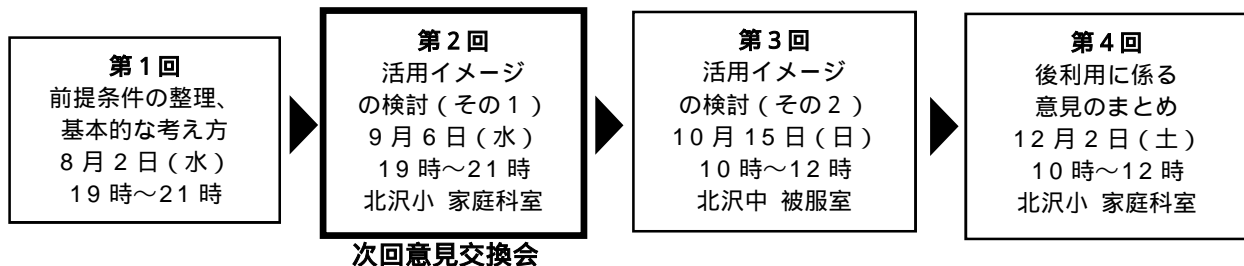 第1回
前提条件の整理、
基本的な考え方
8月2日(水)
19時～21時
第2回
活用イメージ
の検討(その1)
9月6日(水)
19時～21時
北沢小 家庭科室
次回意見交換会
第3回
活用イメージ
の検討(その2)
10月15日(日)
10時～12時
北沢中 被服室
第4回
後利用に係る
意見のまとめ
12月2日(土)
10時～12時
北沢小 家庭科室